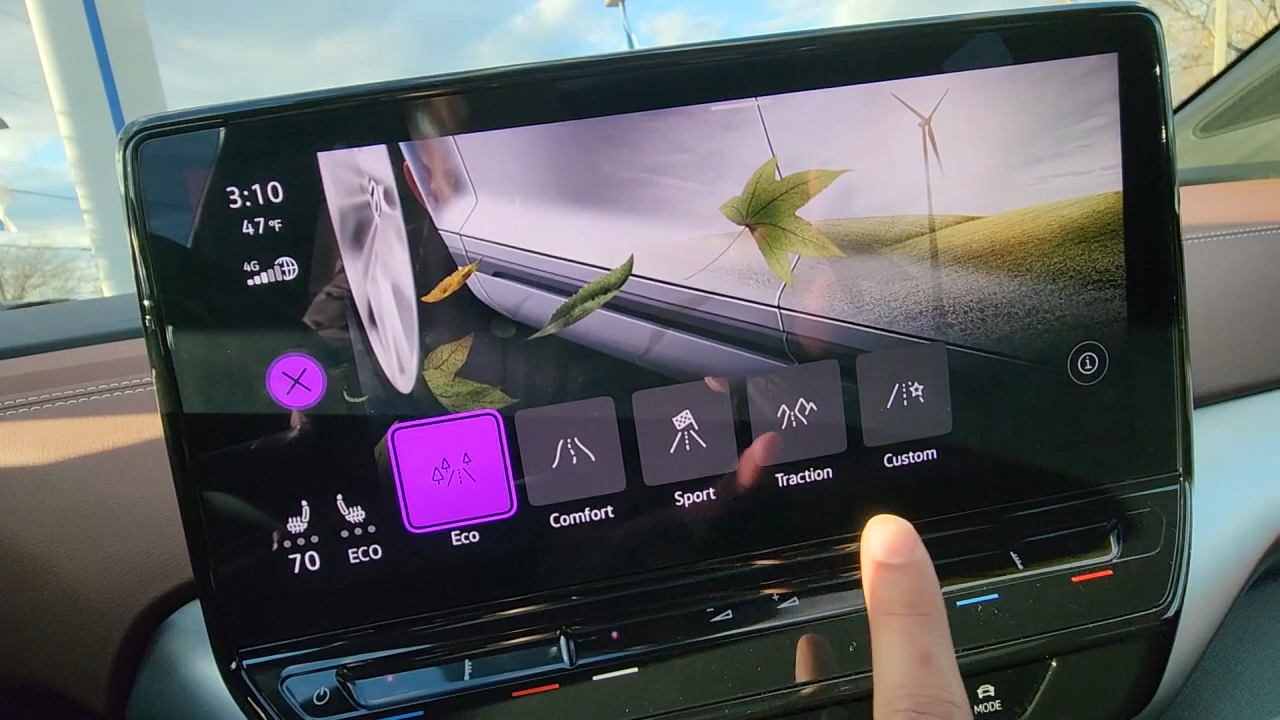 3:10
47°F
4G
Eco
Comfort
Sport
Traction
Custom
70
ECO
MODE